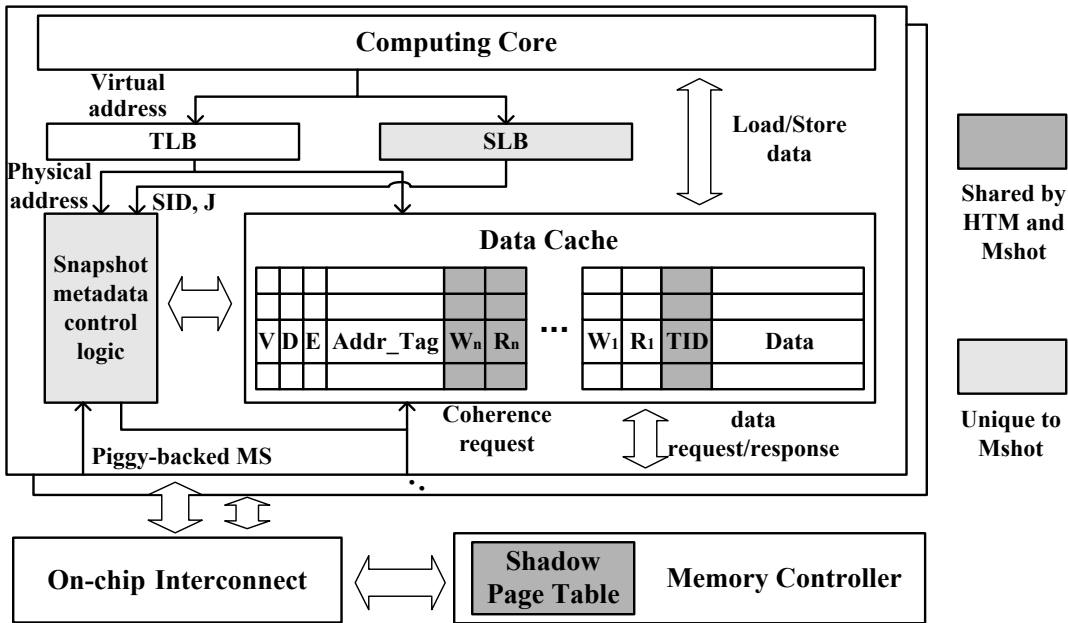 Computing Core
Virtual
address
TLB
SLB
Load/Store
data
Physical
address
SID, J
Shared by
HTM and
Mshot
Snapshot
metadata
control
logic
Data Cache
V D E Addr_Tag Wn Rn ... W1 R1 TID Data
Coherence
request
data
request/response
Unique to
Mshot
Piggy-backed MS
On-chip Interconnect
Shadow
Page Table
Memory Controller